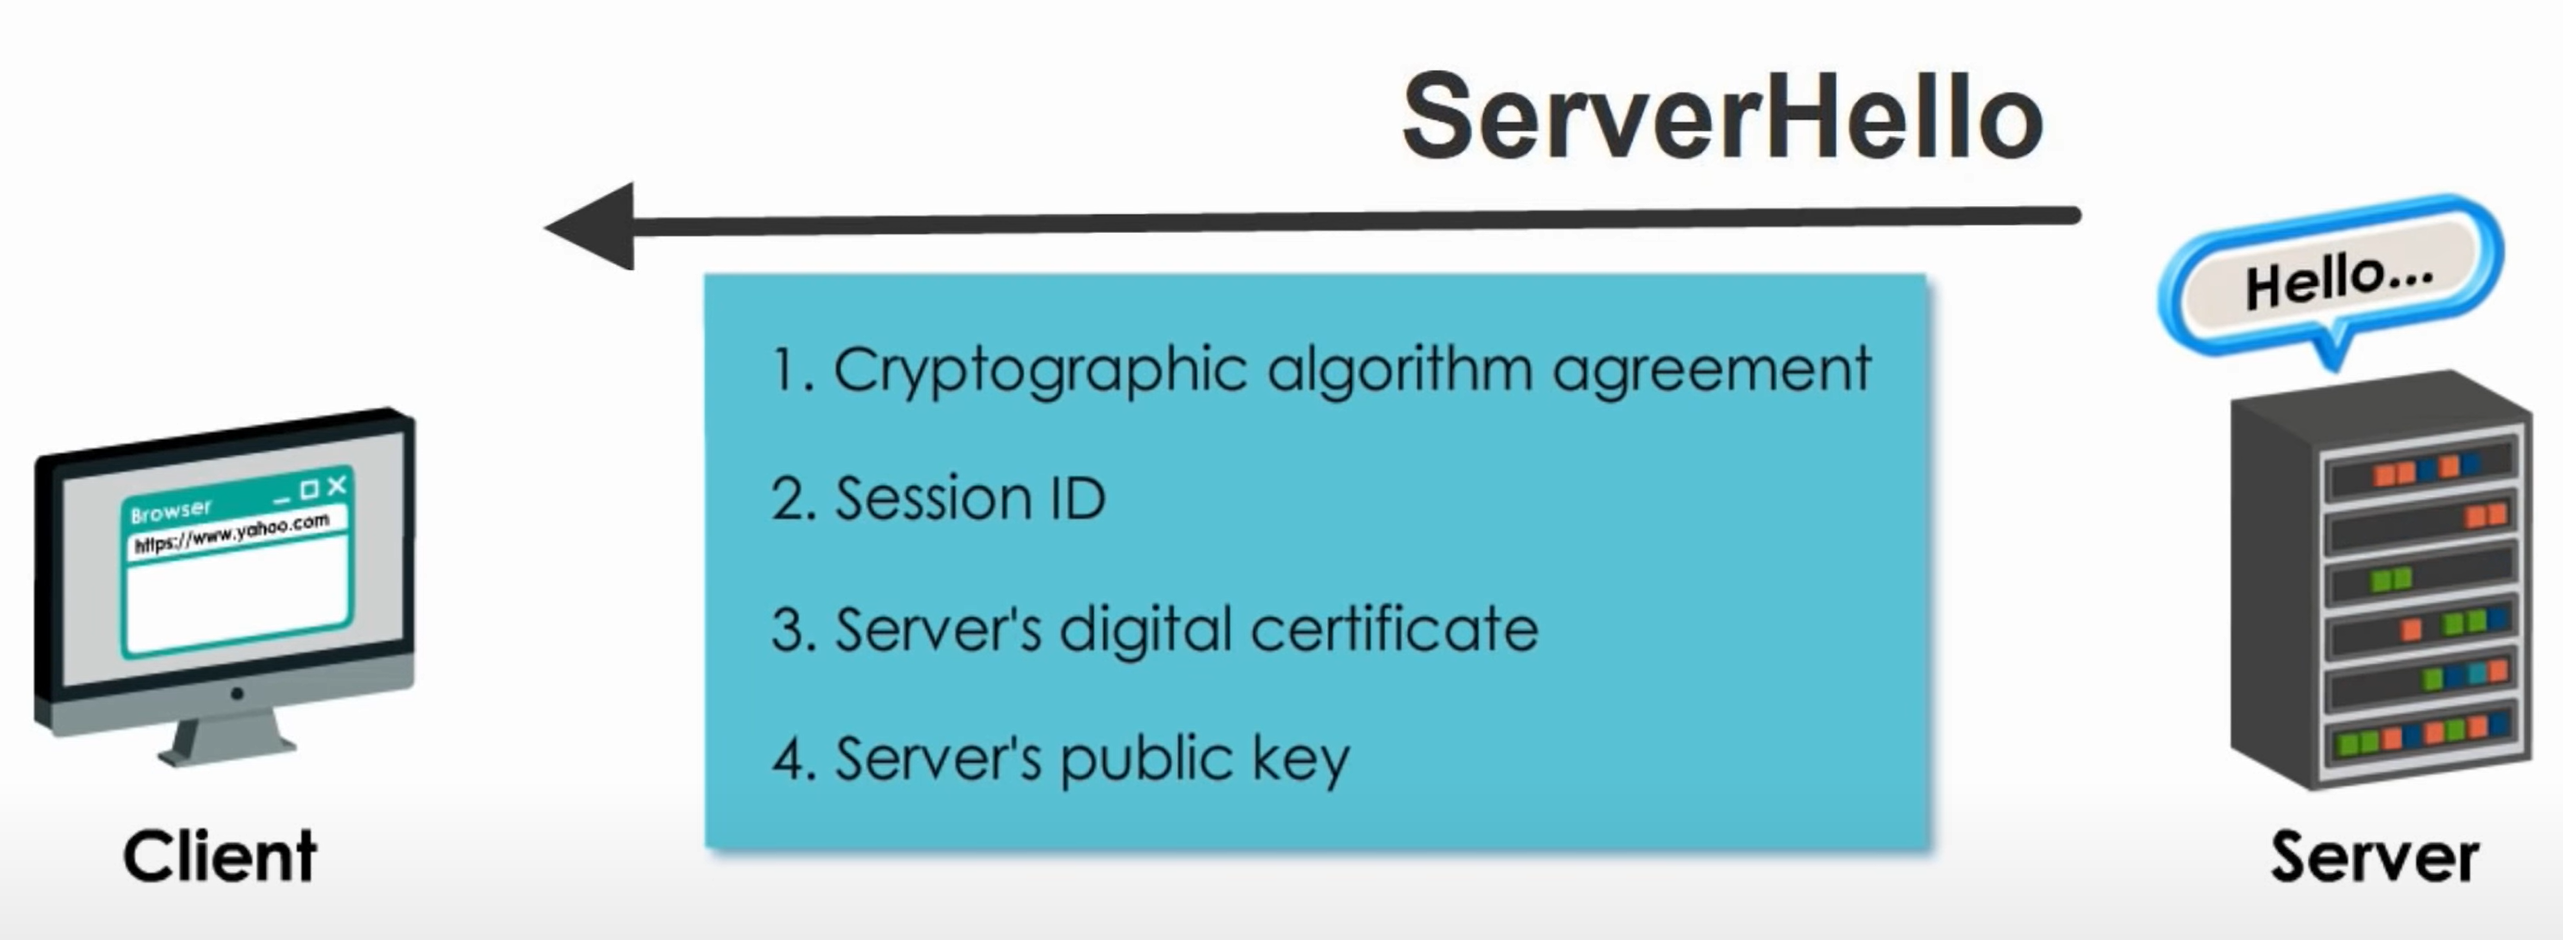 ServerHello
Hello...
1. Cryptographic algorithm agreement
2. Session ID
3. Server's digital certificate
4. Server's public key
Browser
https://www.yahoo.com
Client
Server